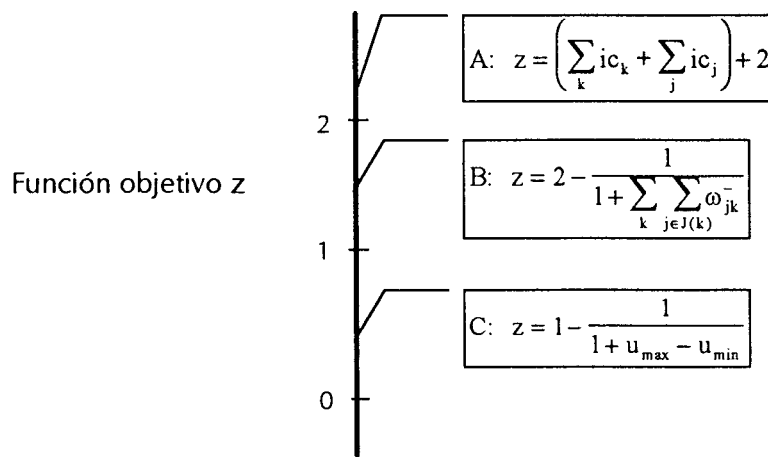 A: z = (∑_k ic_k + ∑_j ic_j) + 2
2
Función objetivo z
B: z = 2 − 1 / (1 + ∑_k ∑_{j∈J(k)} ω⁻_{jk})
1
C: z = 1 − 1 / (1 + u_max − u_min)
0